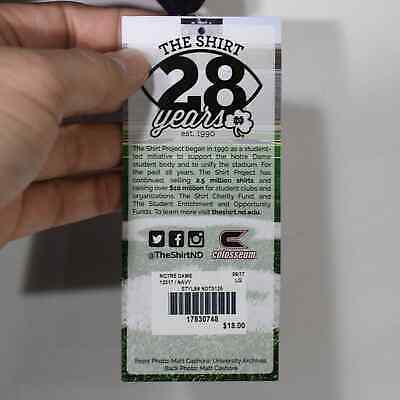 THE SHIRT
28
years
est. 1990
The Shirt Project began in 1990 as a student-
led initiative to support the Notre Dame
student body and to unify the stadium. For
the past 28 years, The Shirt Project has
continued selling 2.5 million shirts and
raising over $10 million for student clubs and
organizations, The Shirt Charity Fund, and
The Student Enrichment and Opportunity
Funds. To learn more visit theshirt.nd.edu.
@TheShirtND
Colosseum
NOTRE DAME
/ NAVY
LG
17830748
$18.00
Front Photo: Matt Cashore; University Archives
Back Photo: Matt Cashore